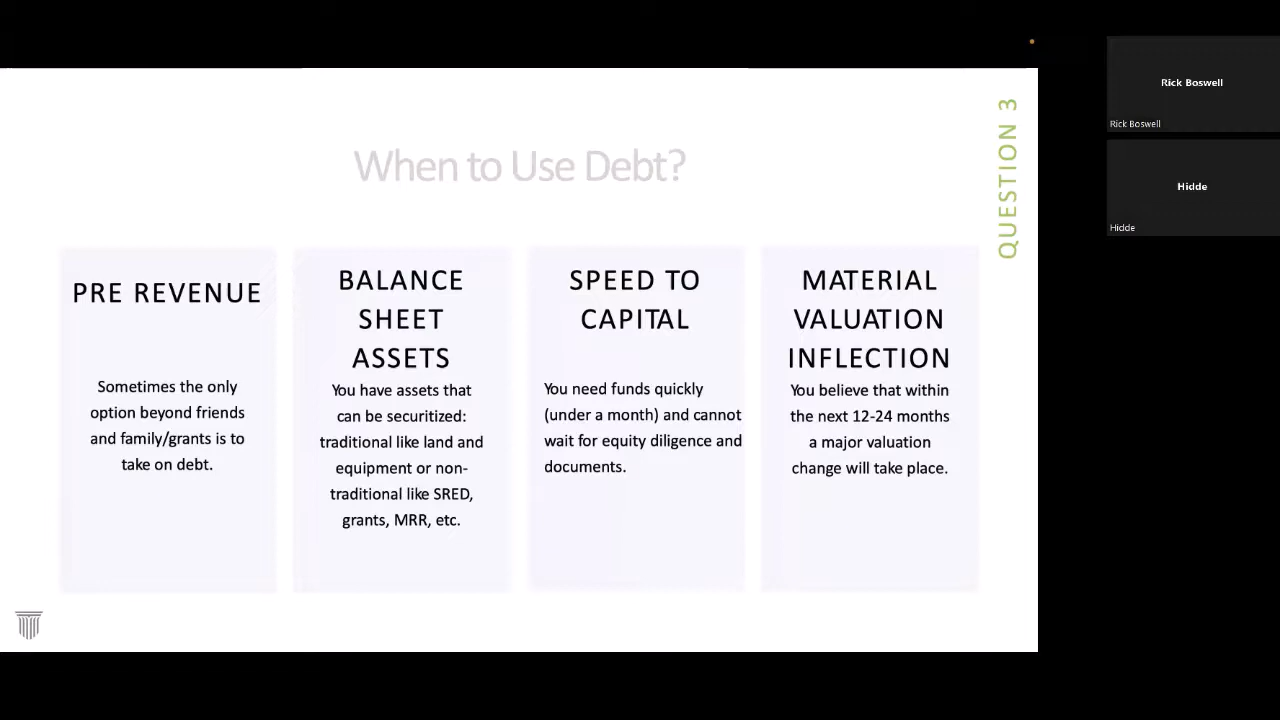 When to Use Debt?
QUESTION 3
PRE REVENUE
Sometimes the only
option beyond friends
and family/grants is to
take on debt.
BALANCE
SHEET
ASSETS
You have assets that
can be securitized:
traditional like land and
equipment or non-
traditional like SRED,
grants, MRR, etc.
SPEED TO
CAPITAL
You need funds quickly
(under a month) and cannot
wait for equity diligence and
documents.
MATERIAL
VALUATION
INFLECTION
You believe that within
the next 12-24 months
a major valuation
change will take place.
Rick Boswell
Rick Boswell
Hidde
Hidde